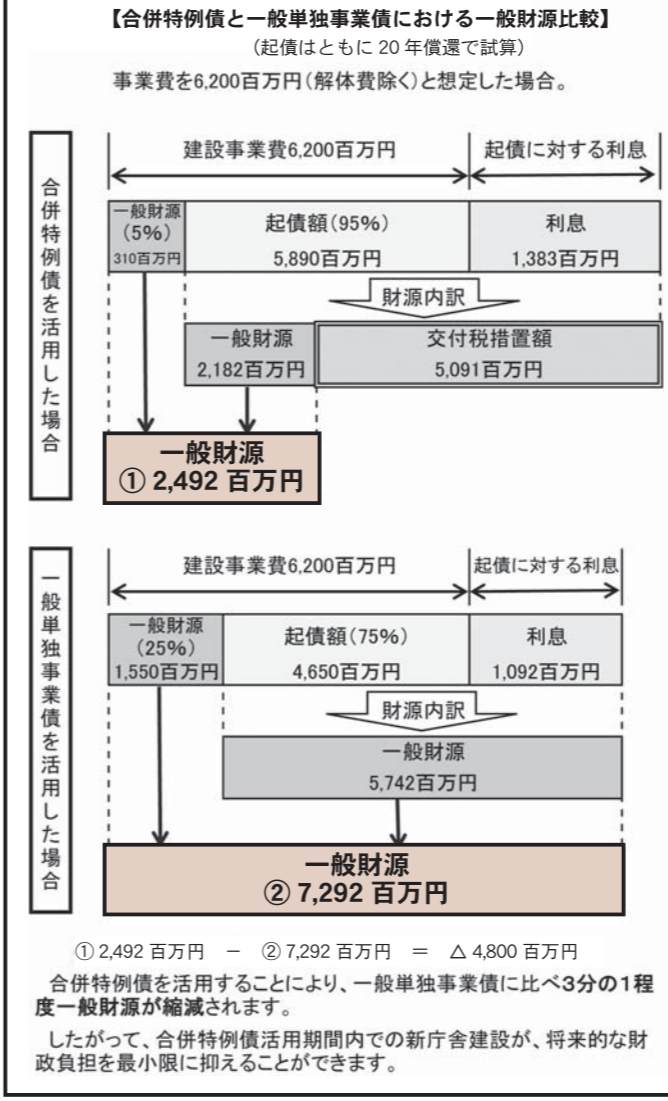 【合併特例債と一般単独事業債における一般財源比較】
(起債はともに20年償還で試算)
事業費を6,200百万円(解体費除く)と想定した場合。
合併特例債を活用した場合
建設事業費6,200百万円
起債に対する利息
一般財源
(5%)
310百万円
起債額(95%)
5,890百万円
利息
1,383百万円
財源内訳
一般財源
2,182百万円
交付税措置額
5,091百万円
一般財源
① 2,492 百万円
一般単独事業債を活用した場合
建設事業費6,200百万円
起債に対する利息
一般財源
(25%)
1,550百万円
起債額(75%)
4,650百万円
利息
1,092百万円
財源内訳
一般財源
5,742百万円
一般財源
② 7,292 百万円
① 2,492 百万円 − ② 7,292 百万円 = △ 4,800 百万円
合併特例債を活用することにより、一般単独事業債に比べ3分の1程
度一般財源が縮減されます。
したがって、合併特例債活用期間内での新庁舎建設が、将来的な財
政負担を最小限に抑えることができます。